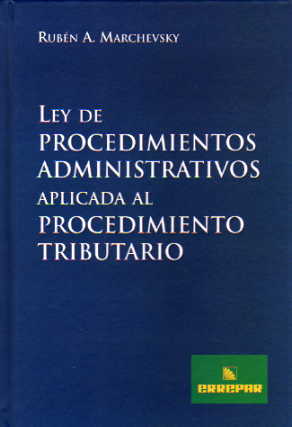 RUBÉN A. MARCHEVSKY
LEY DE
PROCEDIMIENTOS
ADMINISTRATIVOS
APLICADA AL
PROCEDIMIENTO
TRIBUTARIO
ERREPAR